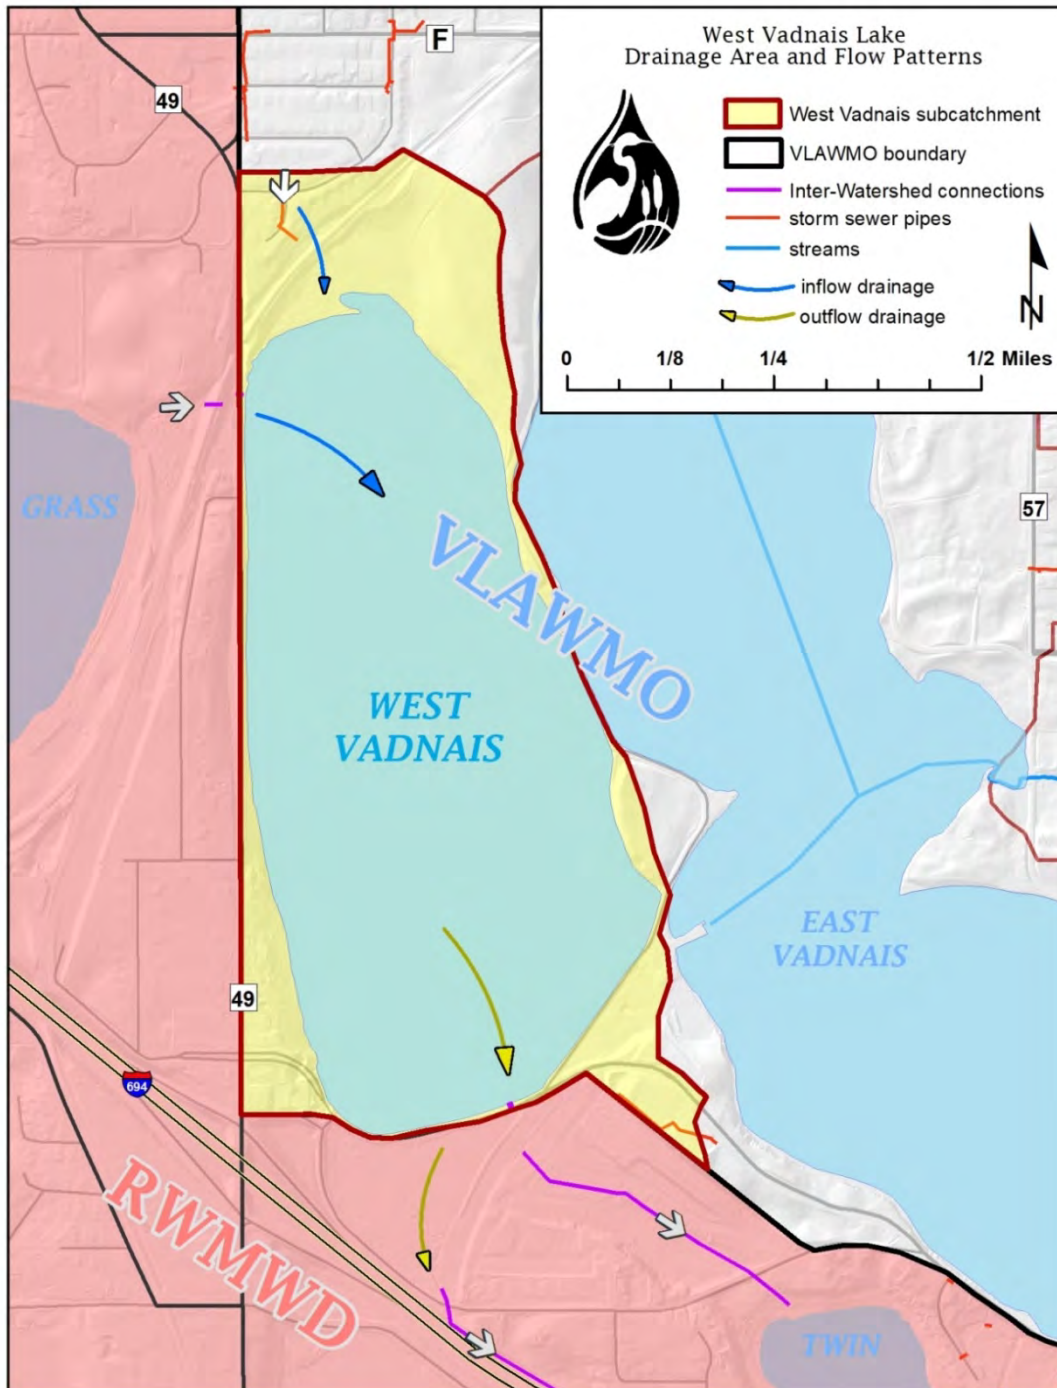 West Vadnais Lake
Drainage Area and Flow Patterns
West Vadnais subcatchment
VLAWMO boundary
Inter-Watershed connections
storm sewer pipes
streams
inflow drainage
outflow drainage
N
0 1/8 1/4 1/2 Miles
F
49
GRASS
57
VLAWMO
WEST
VADNAIS
EAST
VADNAIS
49
694
RWMWD
TWIN